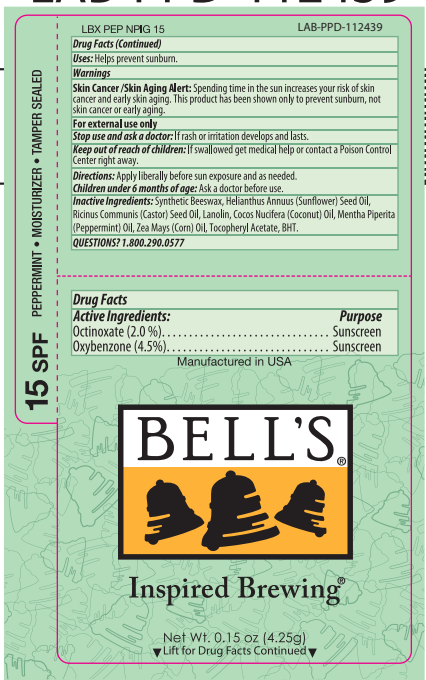 LBX PEP NPIG 15
LAB-PPD-112439
Drug Facts (Continued)
Uses: Helps prevent sunburn.
Warnings
Skin Cancer /Skin Aging Alert: Spending time in the sun increases your risk of skin
cancer and early skin aging. This product has been shown only to prevent sunburn, not
skin cancer or early aging.
For external use only
Stop use and ask a doctor: If rash or irritation develops and lasts.
Keep out of reach of children: If swallowed get medical help or contact a Poison Control
Center right away.
Directions: Apply liberally before sun exposure and as needed.
Children under 6 months of age: Ask a doctor before use.
Inactive Ingredients: Synthetic Beeswax, Helianthus Annuus (Sunflower) Seed Oil,
Ricinus Communis (Castor) Seed Oil, Lanolin, Cocos Nucifera (Coconut) Oil, Mentha Piperita
(Peppermint) Oil, Zea Mays (Corn) Oil, Tocopheryl Acetate, BHT.
QUESTIONS? 1.800.290.0577
15 SPF PEPPERMINT • MOISTURIZER • TAMPER SEALED
Drug Facts
Active Ingredients: Purpose
Octinoxate (2.0 %)............................ Sunscreen
Oxybenzone (4.5%)............................ Sunscreen
Manufactured in USA
BELL'S®
Inspired Brewing®
Net Wt. 0.15 oz (4.25g)
▼Lift for Drug Facts Continued▼